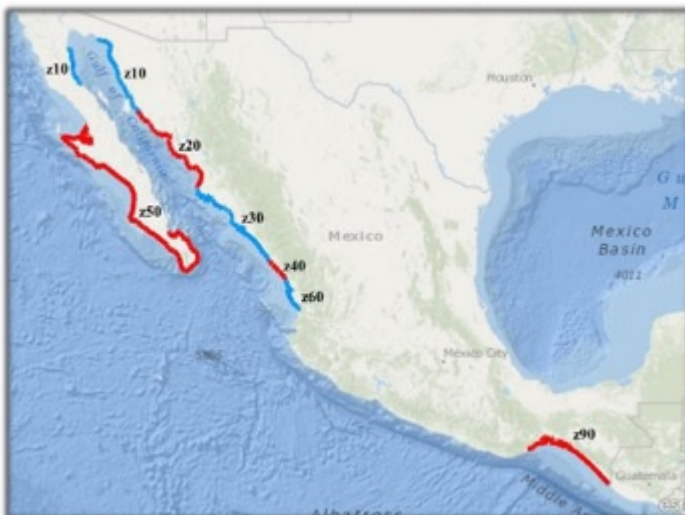 z10
z10
Gulf of
Houston
z20
G u
M
z50
z30
Mexico
Mexico
Basin
4011
z40
z60
Mexico City
z90
Guatemala
Middle A
Albatross
esri